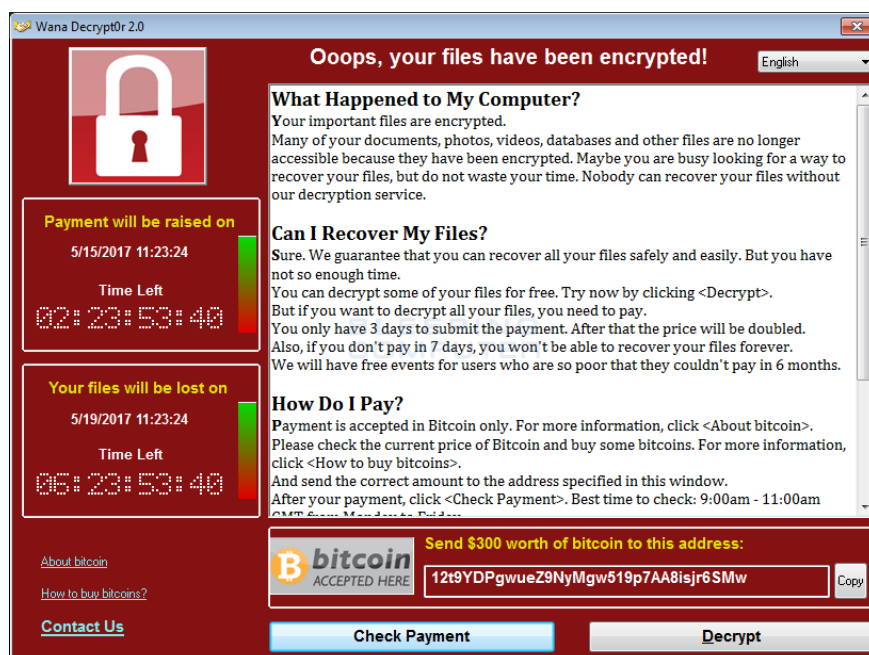 Wana Decrypt0r 2.0
Ooops, your files have been encrypted!
English
What Happened to My Computer?
Your important files are encrypted.
Many of your documents, photos, videos, databases and other files are no longer
accessible because they have been encrypted. Maybe you are busy looking for a way to
recover your files, but do not waste your time. Nobody can recover your files without
our decryption service.
Can I Recover My Files?
Sure. We guarantee that you can recover all your files safely and easily. But you have
not so enough time.
You can decrypt some of your files for free. Try now by clicking <Decrypt>.
But if you want to decrypt all your files, you need to pay.
You only have 3 days to submit the payment. After that the price will be doubled.
Also, if you don't pay in 7 days, you won't be able to recover your files forever.
We will have free events for users who are so poor that they couldn't pay in 6 months.
How Do I Pay?
Payment is accepted in Bitcoin only. For more information, click <About bitcoin>.
Please check the current price of Bitcoin and buy some bitcoins. For more information,
click <How to buy bitcoins>.
And send the correct amount to the address specified in this window.
After your payment, click <Check Payment>. Best time to check: 9:00am - 11:00am
GMT from Monday to Friday.
Payment will be raised on
5/15/2017 11:23:24
Time Left
02:23:53:40
Your files will be lost on
5/19/2017 11:23:24
Time Left
06:23:53:40
About bitcoin
How to buy bitcoins?
Contact Us
bitcoin
ACCEPTED HERE
Send $300 worth of bitcoin to this address:
12t9YDPgwueZ9NyMgw519p7AA8isjr6SMw
Copy
Check Payment
Decrypt
BLEEPING
COMPUTER